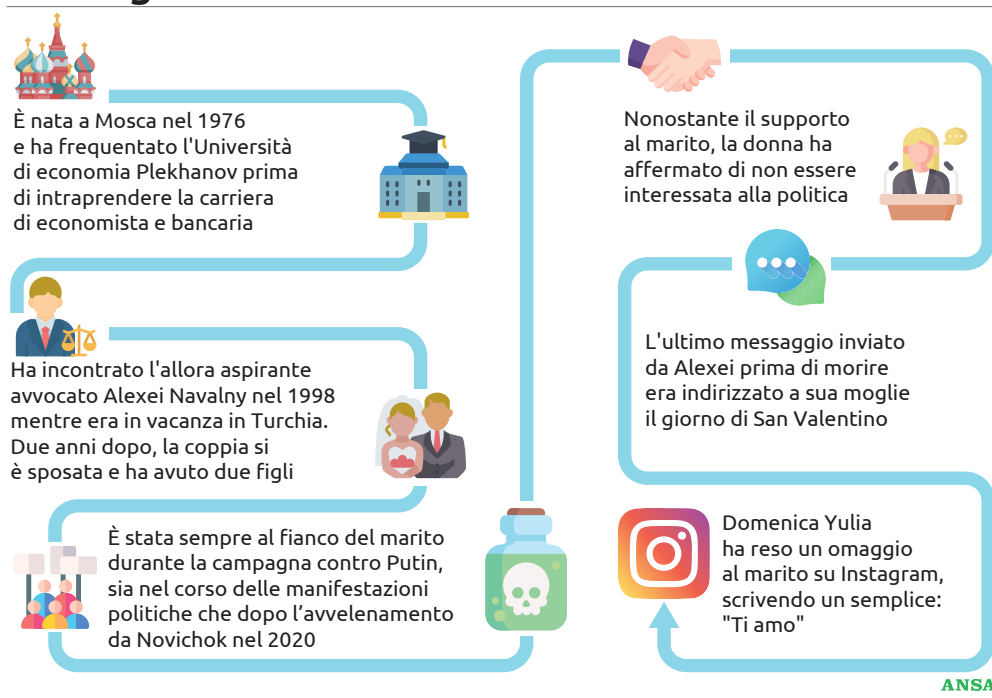 È nata a Mosca nel 1976
e ha frequentato l'Università
di economia Plekhanov prima
di intraprendere la carriera
di economista e bancaria
Ha incontrato l'allora aspirante
avvocato Alexei Navalny nel 1998
mentre era in vacanza in Turchia.
Due anni dopo, la coppia si
è sposata e ha avuto due figli
È stata sempre al fianco del marito
durante la campagna contro Putin,
sia nel corso delle manifestazioni
politiche che dopo l’avvelenamento
da Novichok nel 2020
Nonostante il supporto
al marito, la donna ha
affermato di non essere
interessata alla politica
L'ultimo messaggio inviato
da Alexei prima di morire
era indirizzato a sua moglie
il giorno di San Valentino
Domenica Yulia
ha reso un omaggio
al marito su Instagram,
scrivendo un semplice:
"Ti amo"
ANSA